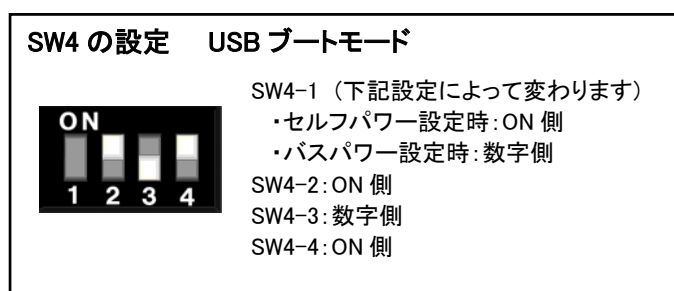 SW4 の設定 USB ブートモード
SW4-1 (下記設定によって変わります)
・セルフパワー設定時:ON 側
・バスパワー設定時:数字側
SW4-2:ON 側
SW4-3:数字側
SW4-4:ON 側
ON
1 2 3 4